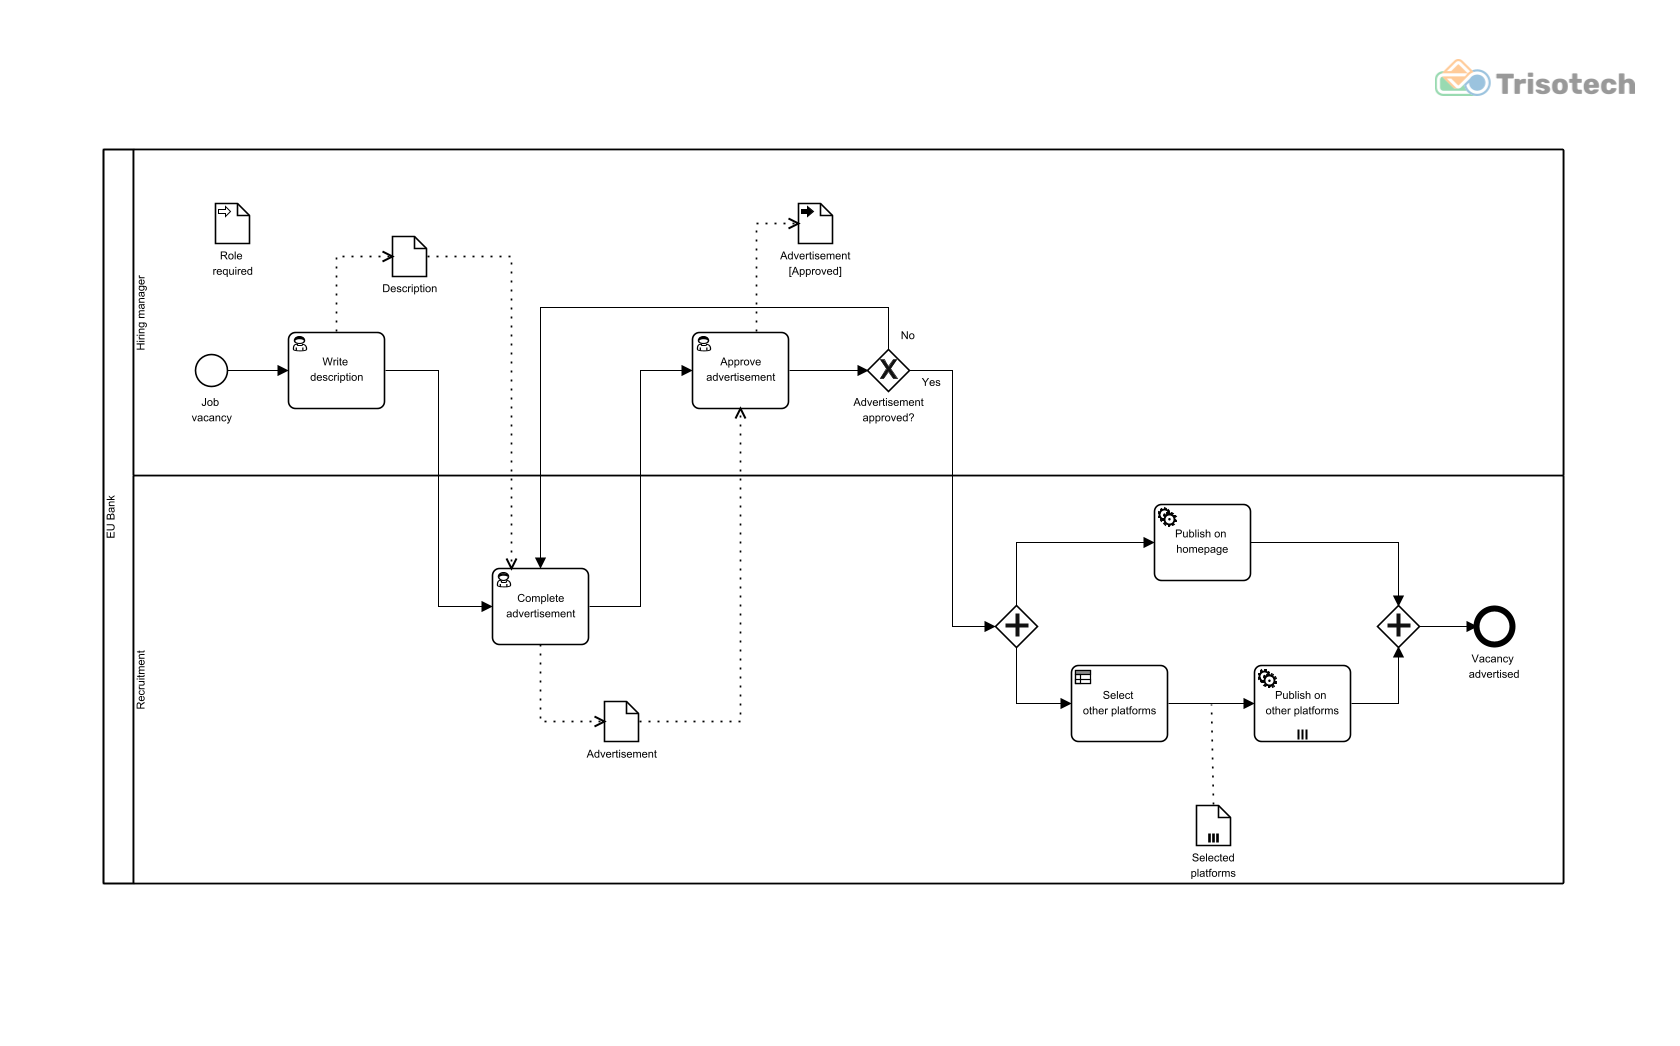 Trisotech
EU Bank
Hiring manager
Role
required
Description
Advertisement
[Approved]
Job
vacancy
Write
description
Approve
advertisement
No
Yes
Advertisement
approved?
Recruitment
Complete
advertisement
Advertisement
Publish on
homepage
Select
other platforms
Publish on
other platforms
Vacancy
advertised
Selected
platforms